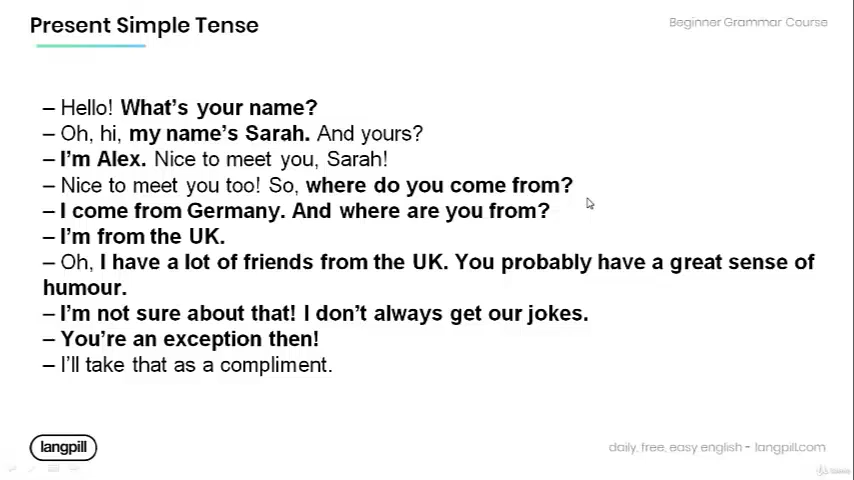 Present Simple Tense
Beginner Grammar Course
– Hello! What's your name?
– Oh, hi, my name's Sarah. And yours?
– I'm Alex. Nice to meet you, Sarah!
– Nice to meet you too! So, where do you come from?
– I come from Germany. And where are you from?
– I'm from the UK.
– Oh, I have a lot of friends from the UK. You probably have a great sense of
humour.
– I'm not sure about that! I don't always get our jokes.
– You're an exception then!
– I'll take that as a compliment.
langpill
daily, free, easy english - langpill.com
Udemy